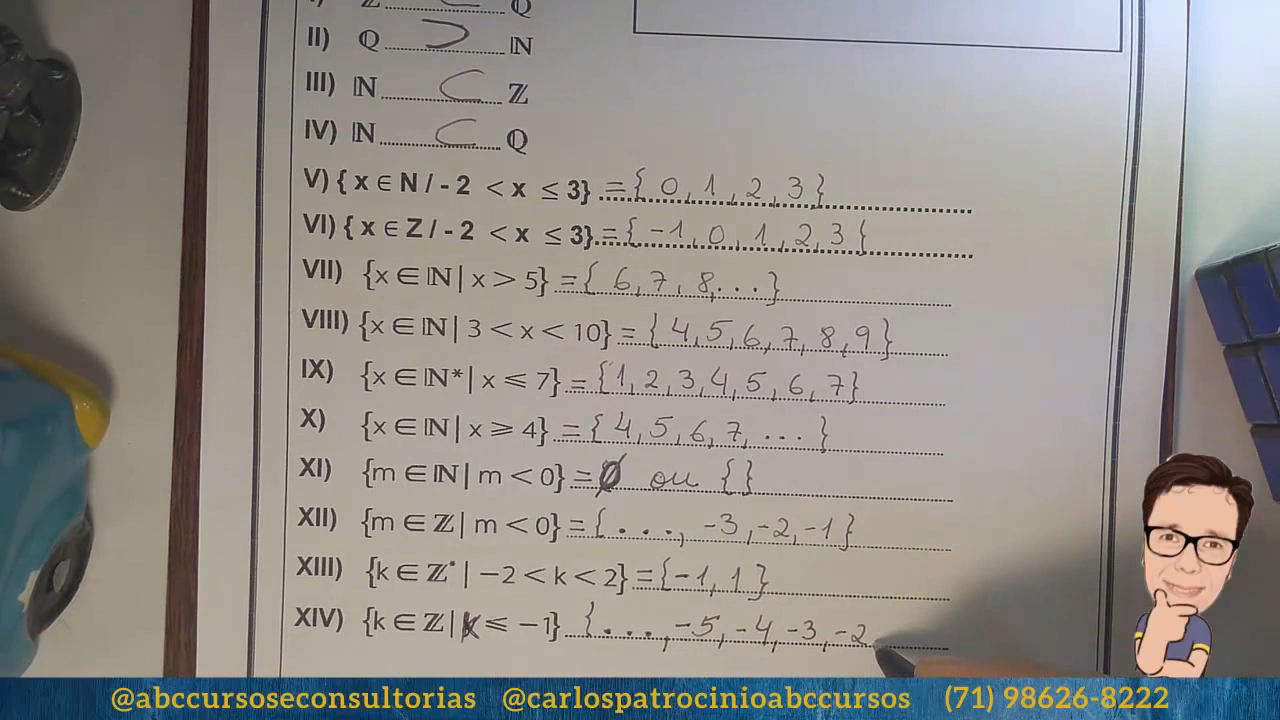 I) ℤ ⊂ ℚ
II) ℚ ⊃ ℕ
III) ℕ ⊂ ℤ
IV) ℕ ⊂ ℚ
V) { x ∈ N / - 2 < x ≤ 3} = { 0, 1, 2, 3 }
VI) { x ∈ Z / - 2 < x ≤ 3} = { -1, 0, 1, 2, 3 }
VII) {x ∈ ℕ | x > 5} = { 6, 7, 8, ... }
VIII) {x ∈ ℕ | 3 < x < 10} = { 4, 5, 6, 7, 8, 9 }
IX) {x ∈ ℕ* | x ⩽ 7} = { 1, 2, 3, 4, 5, 6, 7 }
X) {x ∈ ℕ | x ⩾ 4} = { 4, 5, 6, 7, ... }
XI) {m ∈ ℕ | m < 0} = ∅ ou { }
XII) {m ∈ ℤ | m < 0} = { ..., -3, -2, -1 }
XIII) {k ∈ ℤ* | −2 < k < 2} = { -1, 1 }
XIV) {k ∈ ℤ | k ⩽ −1} { ..., -5, -4, -3, -2
@abccursoseconsultorias @carlospatrocinioabccursos (71) 98626-8222